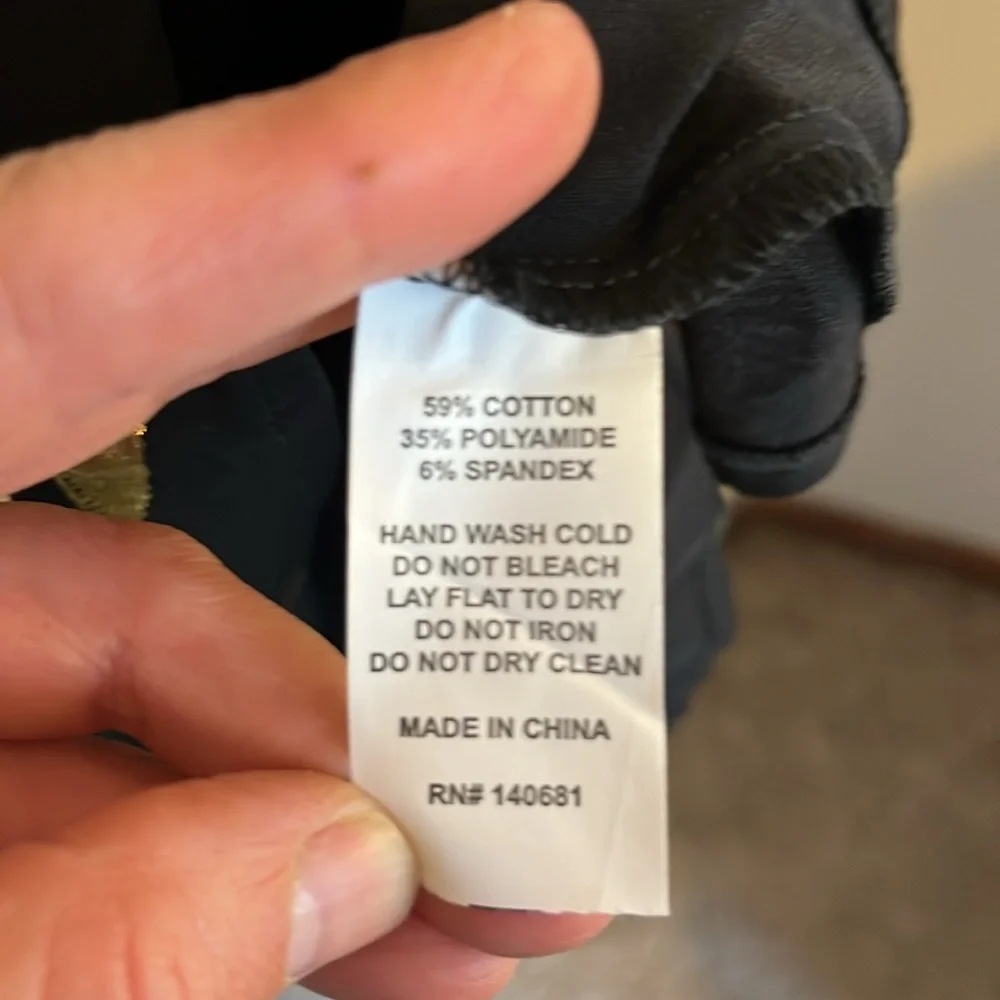 59% COTTON
35% POLYAMIDE
6% SPANDEX
HAND WASH COLD
DO NOT BLEACH
LAY FLAT TO DRY
DO NOT IRON
DO NOT DRY CLEAN
MADE IN CHINA
RN# 140681